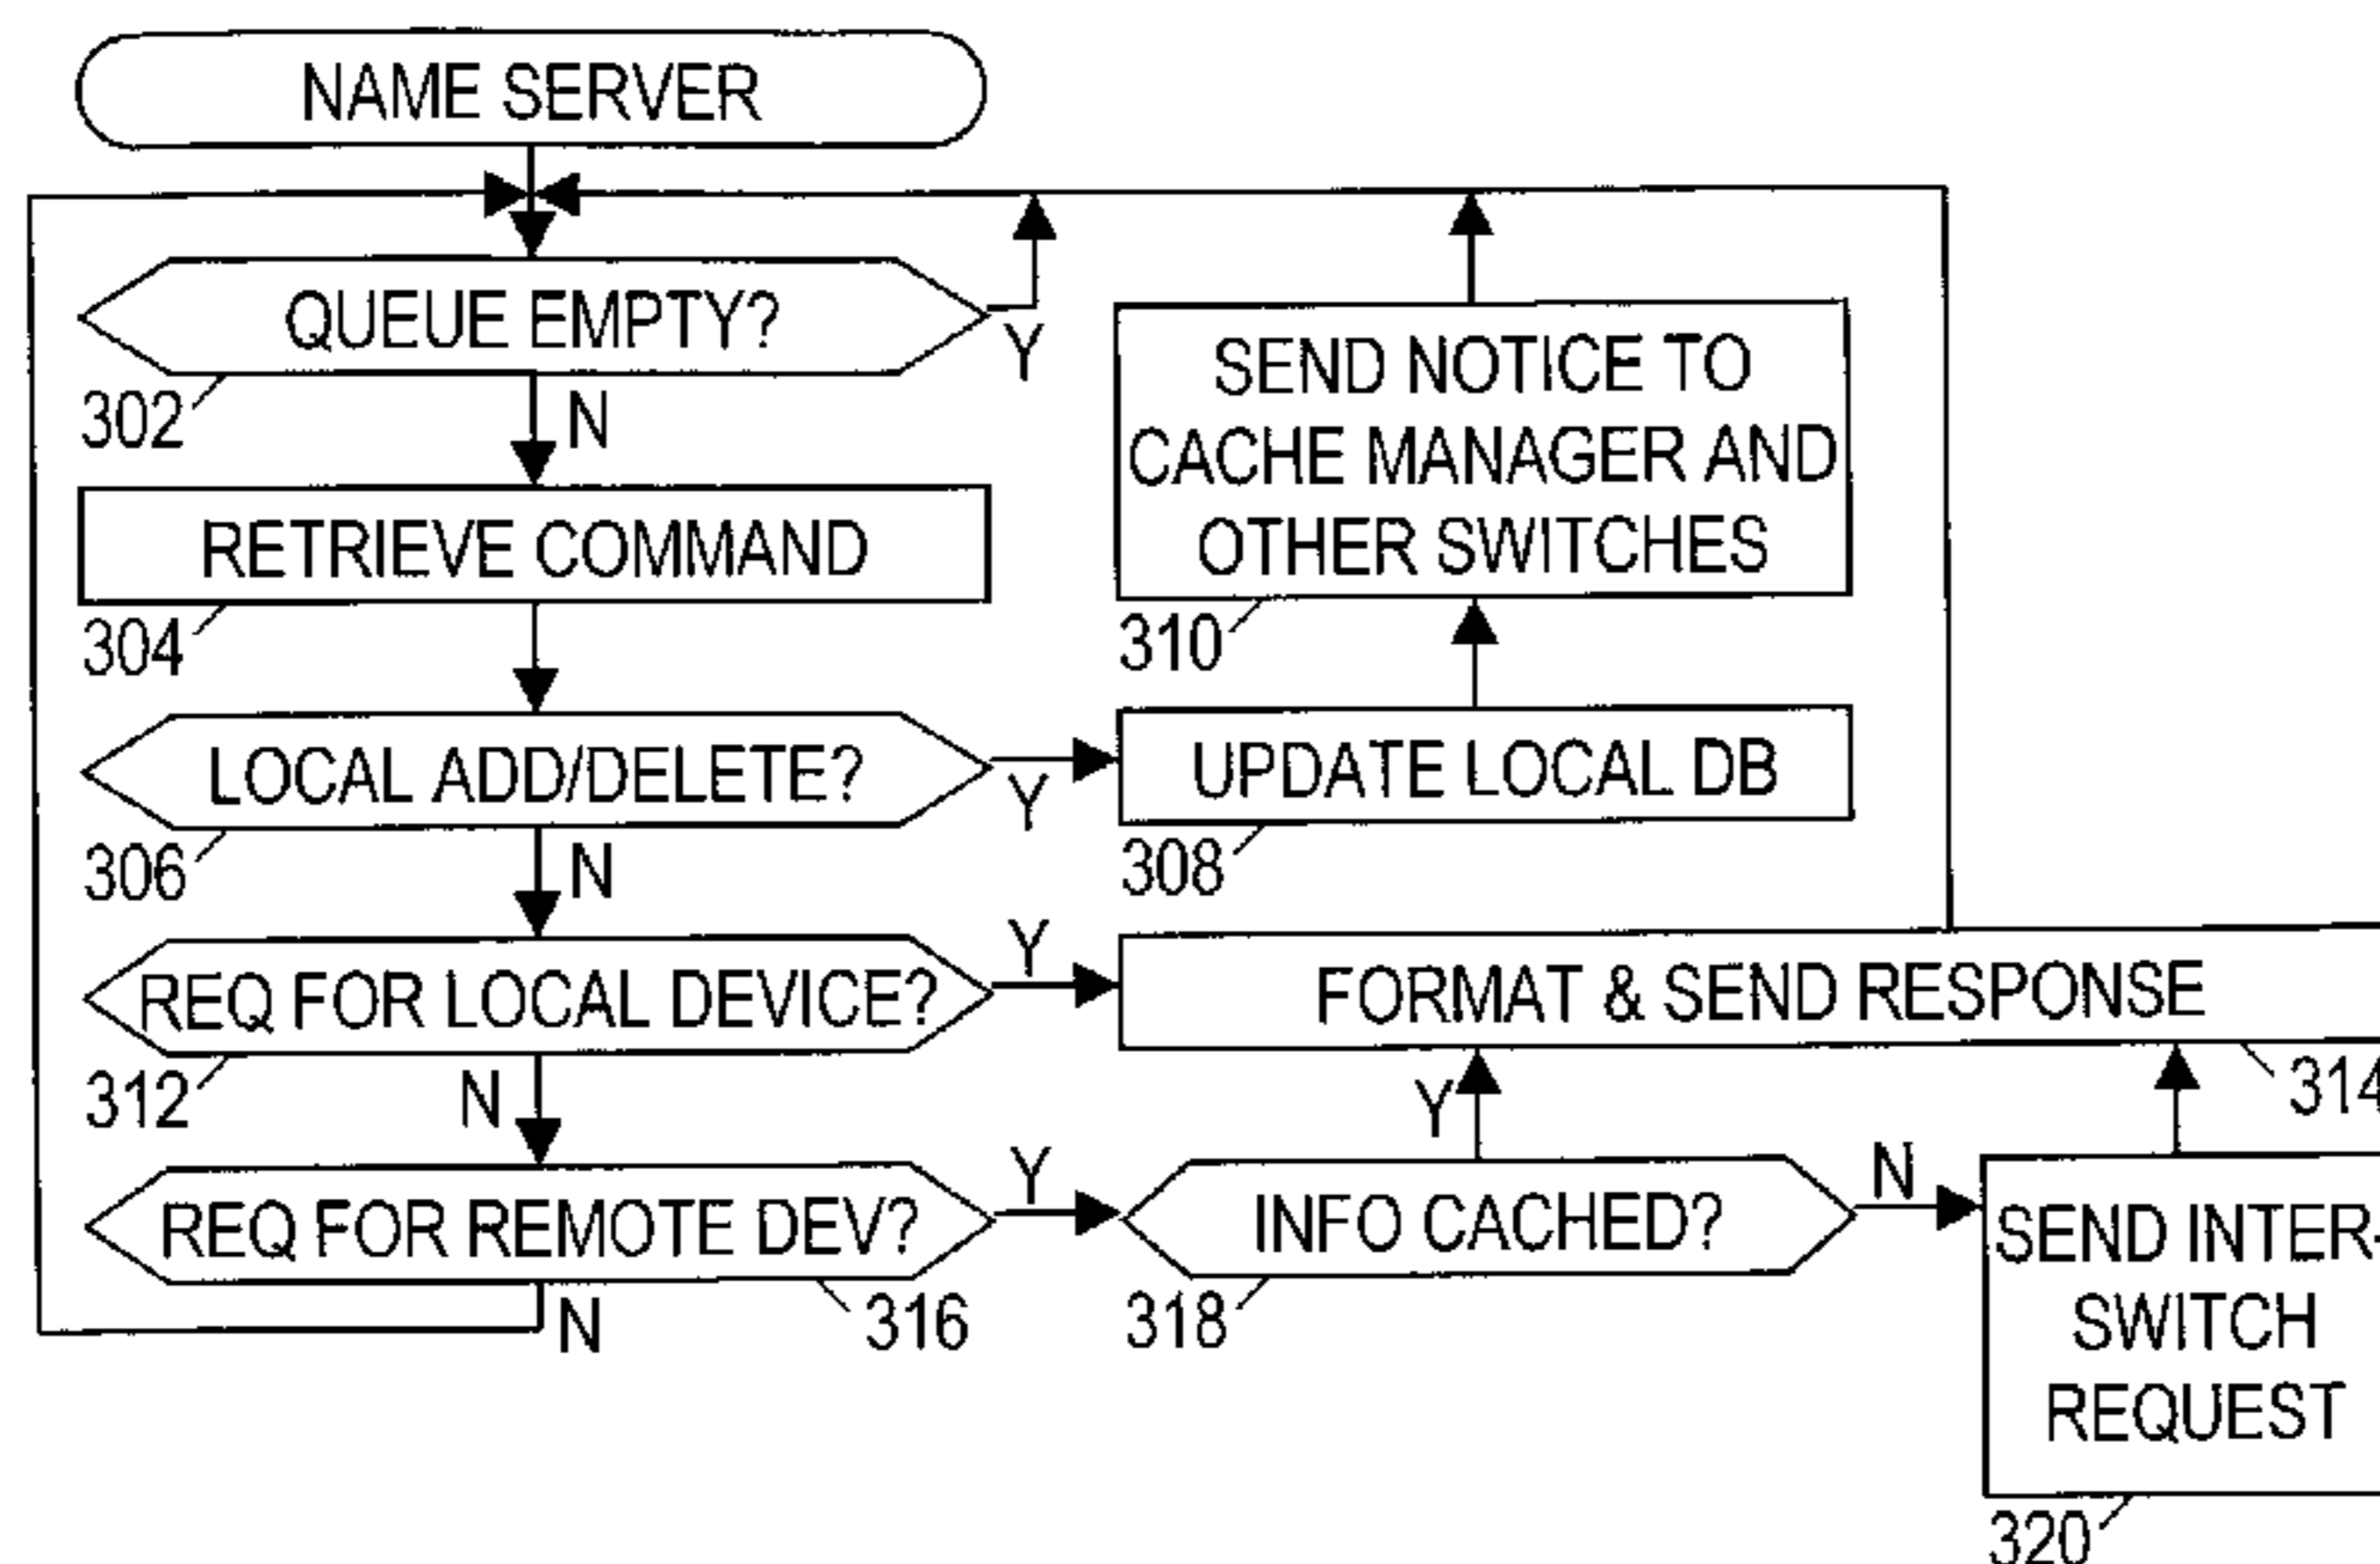 NAME SERVER
QUEUE EMPTY?
Y
302
N
SEND NOTICE TO
CACHE MANAGER AND
OTHER SWITCHES
310
RETRIEVE COMMAND
304
LOCAL ADD/DELETE?
Y
306
N
UPDATE LOCAL DB
308
REQ FOR LOCAL DEVICE?
Y
312
N
FORMAT & SEND RESPONSE
314
REQ FOR REMOTE DEV?
Y
316
N
INFO CACHED?
Y
N
318
SEND INTER-
SWITCH
REQUEST
320